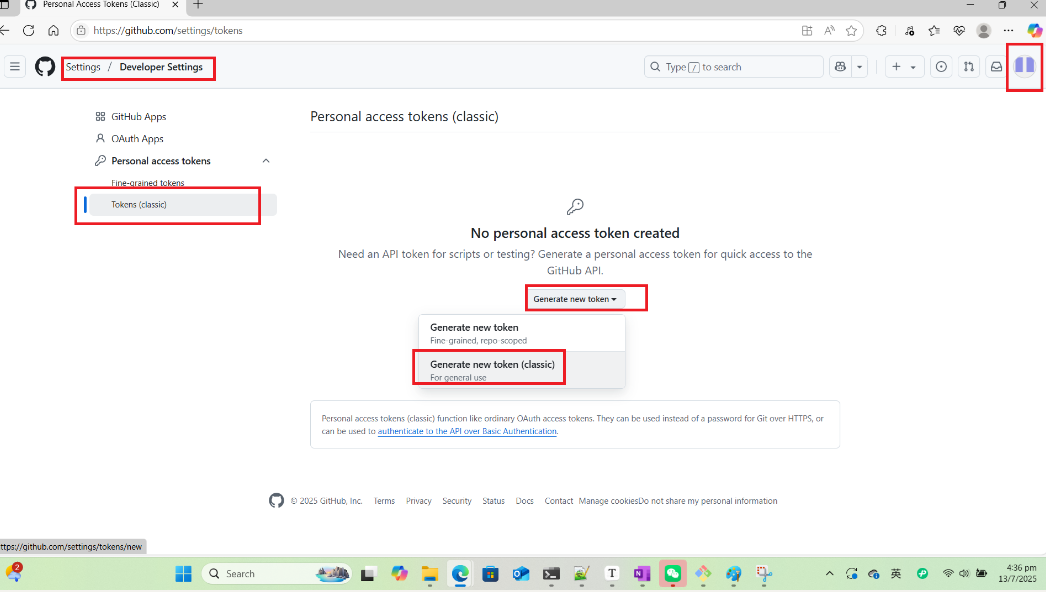 Personal Access Tokens (Classic)
https://github.com/settings/tokens
Settings / Developer Settings
Type / to search
GitHub Apps
OAuth Apps
Personal access tokens
Fine-grained tokens
Tokens (classic)
Personal access tokens (classic)
No personal access token created
Need an API token for scripts or testing? Generate a personal access token for quick access to the
GitHub API.
Generate new token
Generate new token
Fine-grained, repo-scoped
Generate new token (classic)
For general use
Personal access tokens (classic) function like ordinary OAuth access tokens. They can be used instead of a password for Git over HTTPS, or
can be used to authenticate to the API over Basic Authentication.
© 2025 GitHub, Inc. Terms Privacy Security Status Docs Contact Manage cookies Do not share my personal information
ttps://github.com/settings/tokens/new
2
Search
T
N
英
4:36 pm
13/7/2025